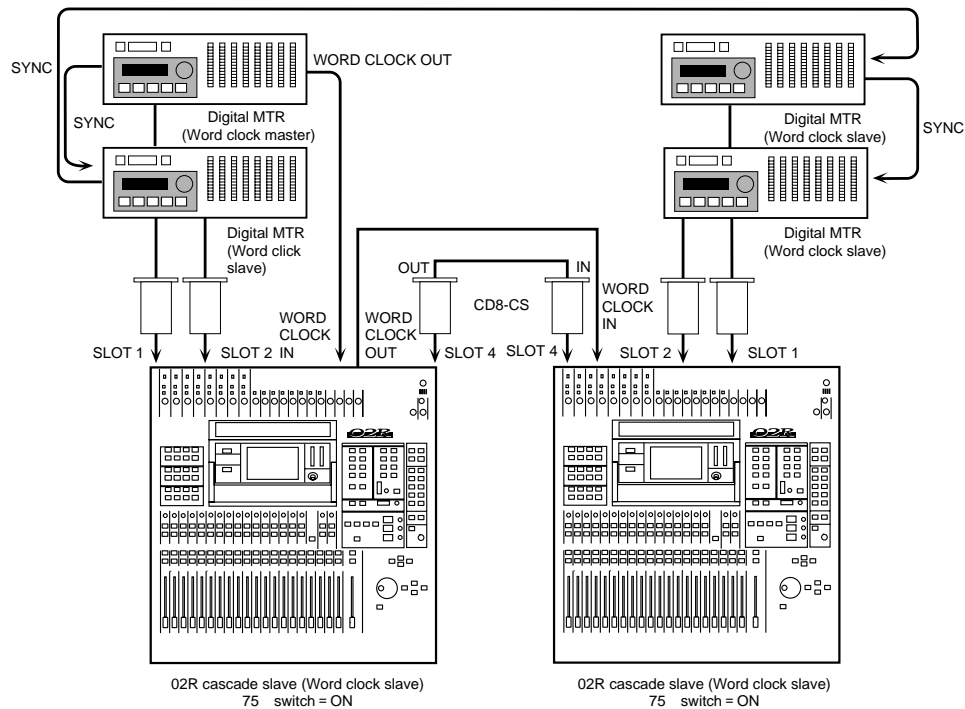 SYNC
WORD CLOCK OUT
SYNC
Digital MTR
(Word clock master)
Digital MTR
(Word clock slave)
SYNC
Digital MTR
(Word click
slave)
Digital MTR
(Word clock slave)
OUT
IN
CD8-CS
WORD
CLOCK
IN
WORD
CLOCK
OUT
WORD
CLOCK
IN
SLOT 1
SLOT 2
SLOT 4
SLOT 4
SLOT 2
SLOT 1
02R
02R
02R cascade slave (Word clock slave)
75 switch = ON
02R cascade slave (Word clock slave)
75 switch = ON